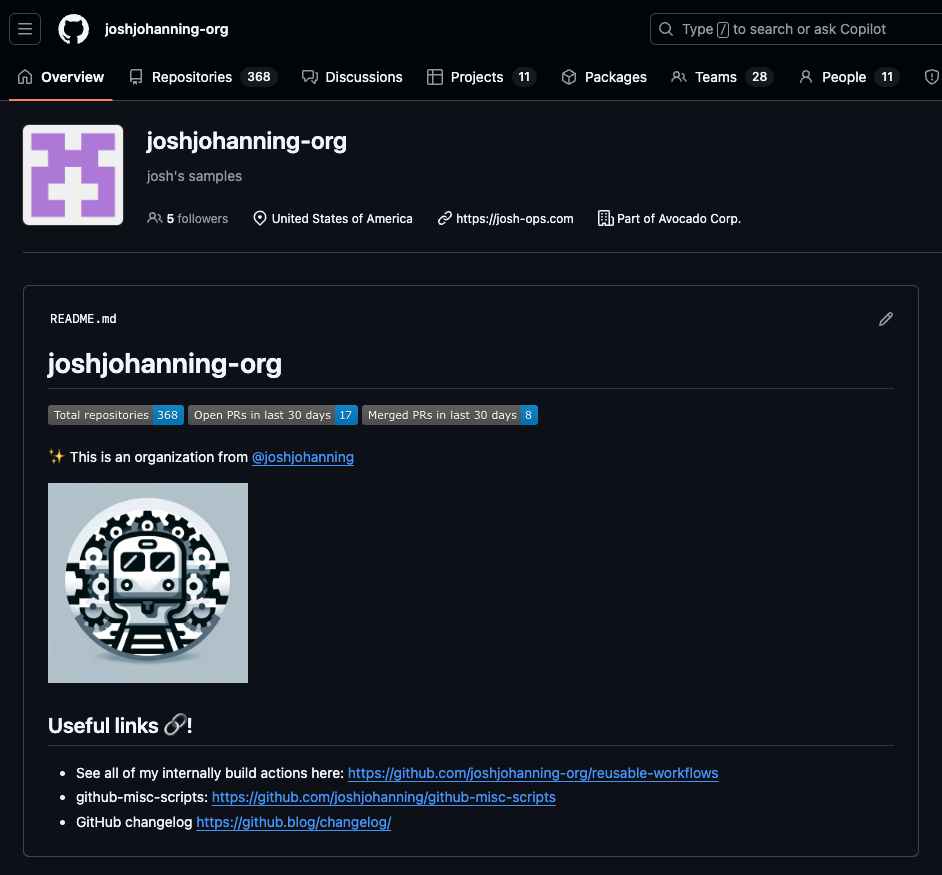 joshjohanning-org
Type / to search or ask Copilot
Overview Repositories 368 Discussions Projects 11 Packages Teams 28 People 11
joshjohanning-org
josh's samples
5 followers United States of America https://josh-ops.com Part of Avocado Corp.
README.md
joshjohanning-org
Total repositories 368 Open PRs in last 30 days 17 Merged PRs in last 30 days 8
✨ This is an organization from @joshjohanning
Useful links 🔗!
• See all of my internally build actions here: https://github.com/joshjohanning-org/reusable-workflows
• github-misc-scripts: https://github.com/joshjohanning/github-misc-scripts
• GitHub changelog https://github.blog/changelog/